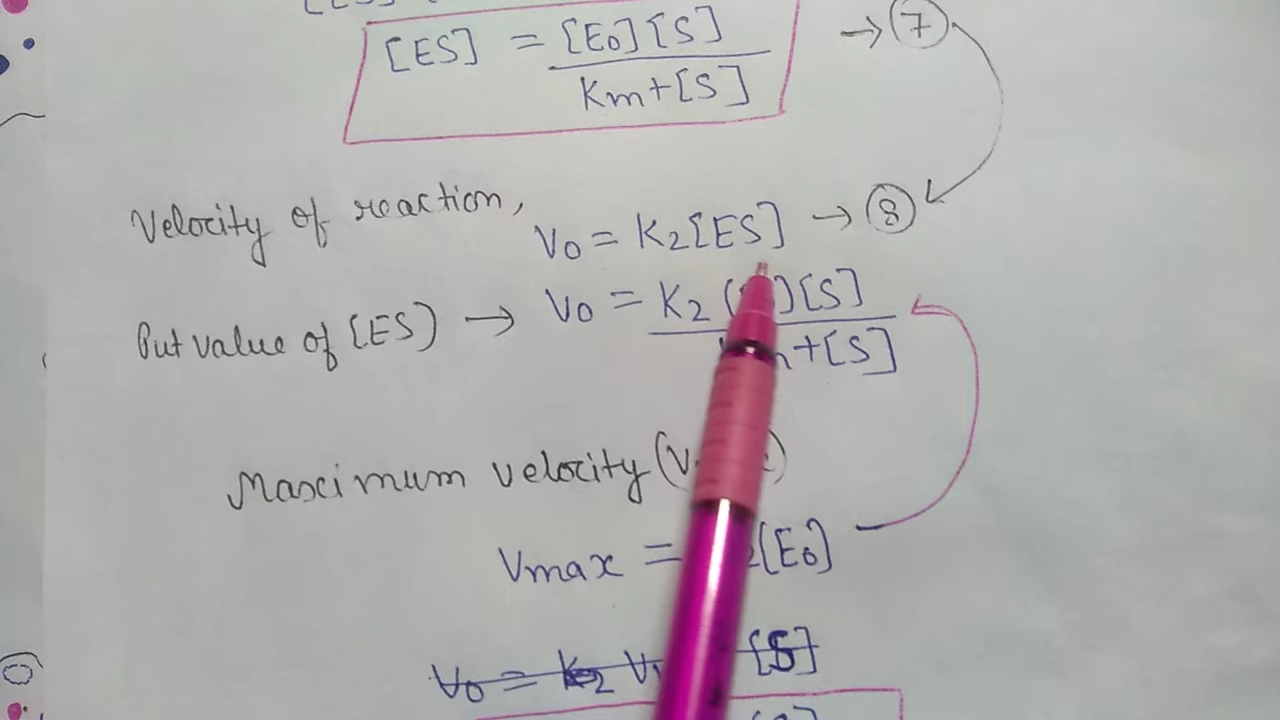 [ES] = [E0][S]
Km+[S] → 7
Velocity of reaction,
V0 = K2[ES] → 8
Put value of [ES) → V0 = K2 [S]
+[S]
Maximum velocity
Vmax = [E0)
V0 = K2 [S]